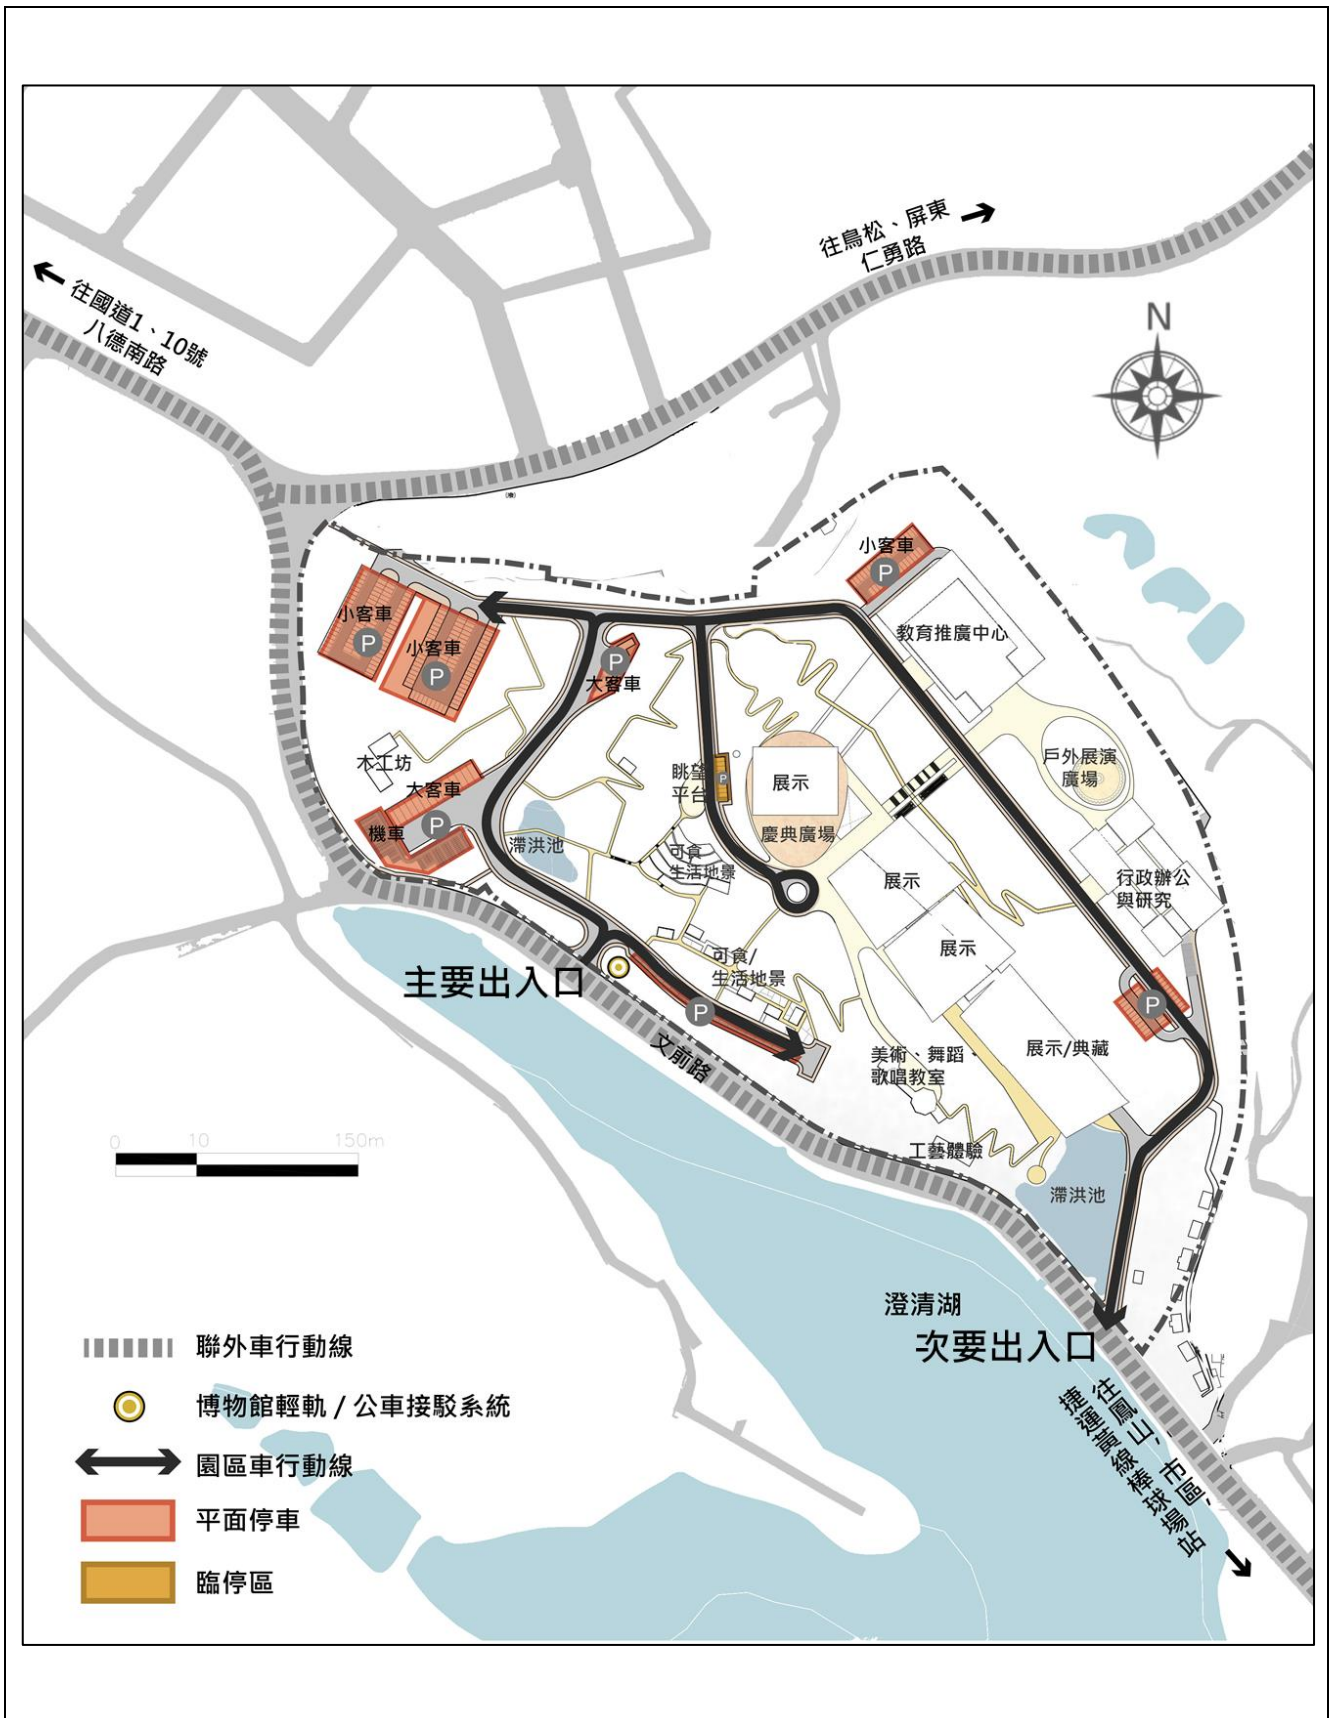 往鳥松、屏東
仁勇路
往國道1、10號
八德南路
N
小客車
P
教育推廣中心
小客車
P
小客車
P
P
大客車
戶外展演
廣場
木工坊
大客車
機車
P
眺望
平台
P
展示
慶典廣場
滯洪池
可食
生活地景
展示
行政辦公
與研究
展示
可食/
生活地景
主要出入口
P
P
文前路
美術、舞蹈、
歌唱教室
展示/典藏
工藝體驗
滯洪池
0 10 150m
澄清湖
次要出入口
往鳳山,市區,
捷運黃線棒球場站
聯外車行動線
博物館輕軌 / 公車接駁系統
園區車行動線
平面停車
臨停區